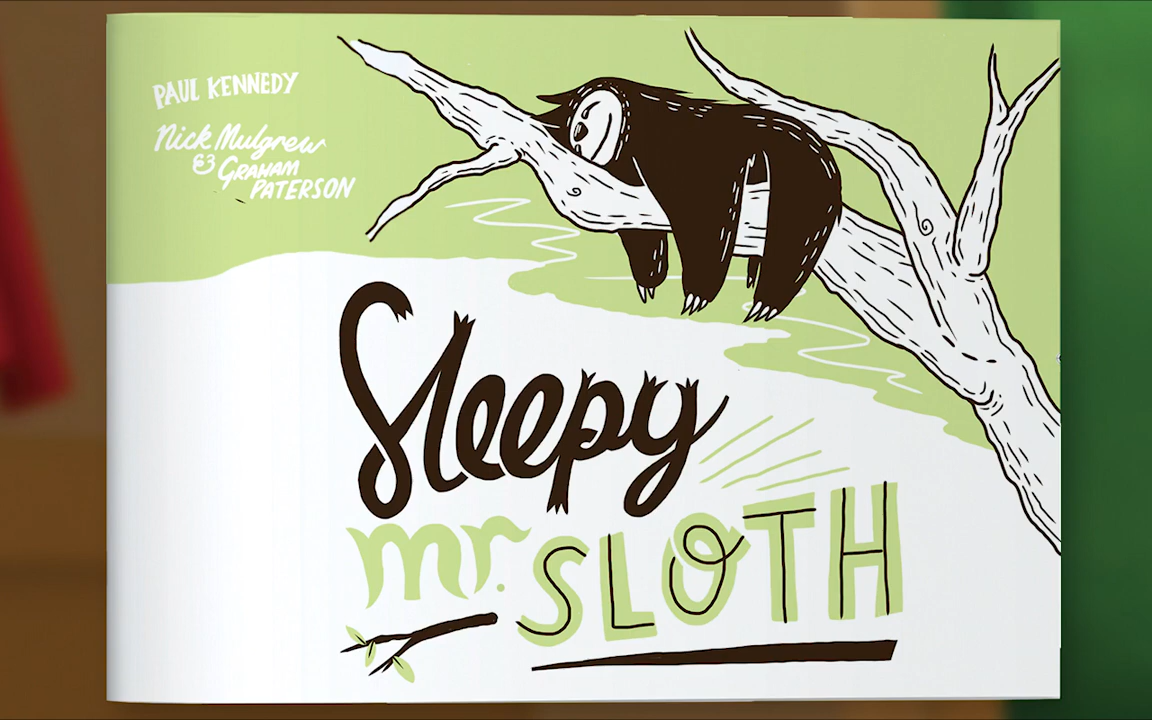 PAUL KENNEDY
Nick Mulgrew
& GRAHAM
PATERSON
Sleepy
mr. SLOTH